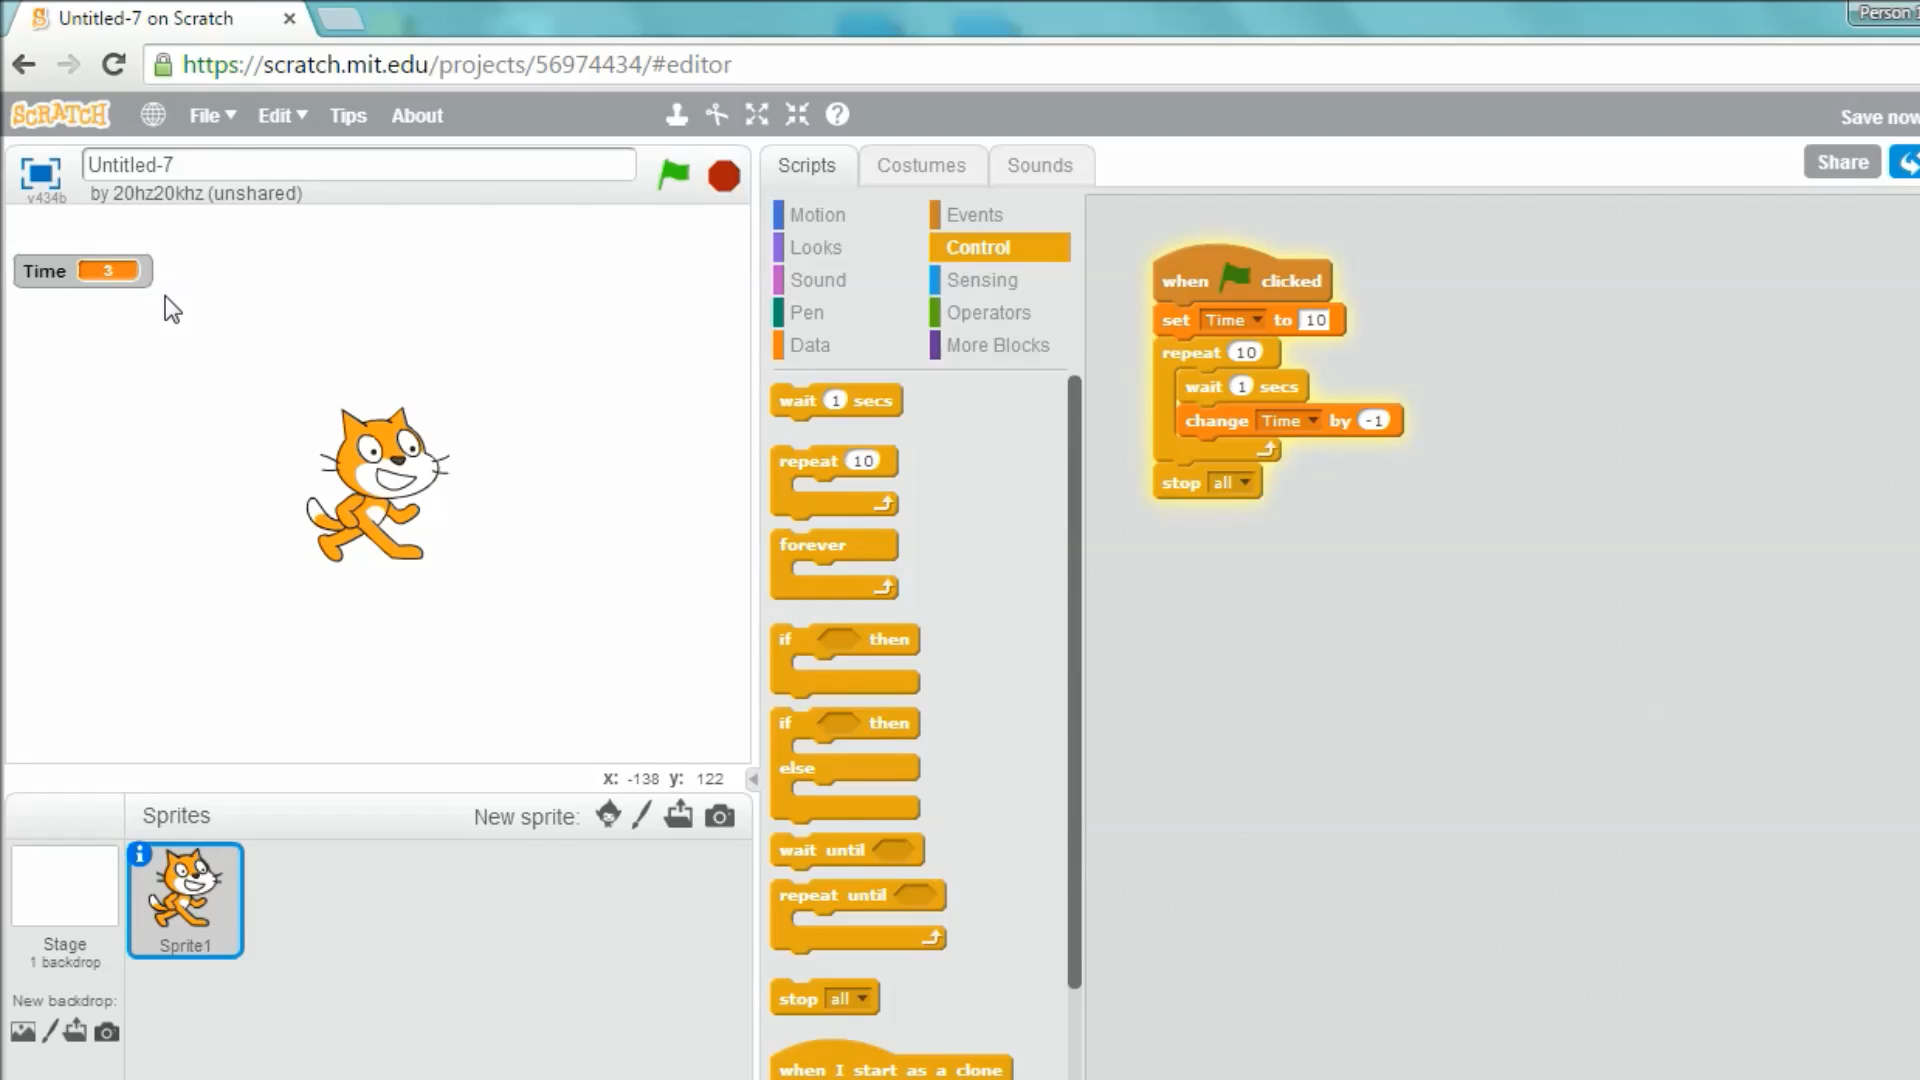 Untitled-7 on Scratch
Person 1
https://scratch.mit.edu/projects/56974434/#editor
SCRATCH
File
Edit
Tips
About
Save now
Untitled-7
v434b
by 20hz20khz (unshared)
Scripts
Costumes
Sounds
Share
Motion
Events
Looks
Control
Sound
Sensing
Pen
Operators
Data
More Blocks
Time 3
wait 1 secs
repeat 10
forever
if then
if then
else
wait until
repeat until
stop all
when I start as a clone
when clicked
set Time to 10
repeat 10
wait 1 secs
change Time by -1
stop all
x: -138 y: 122
Sprites
New sprite:
Sprite1
Stage
1 backdrop
New backdrop: